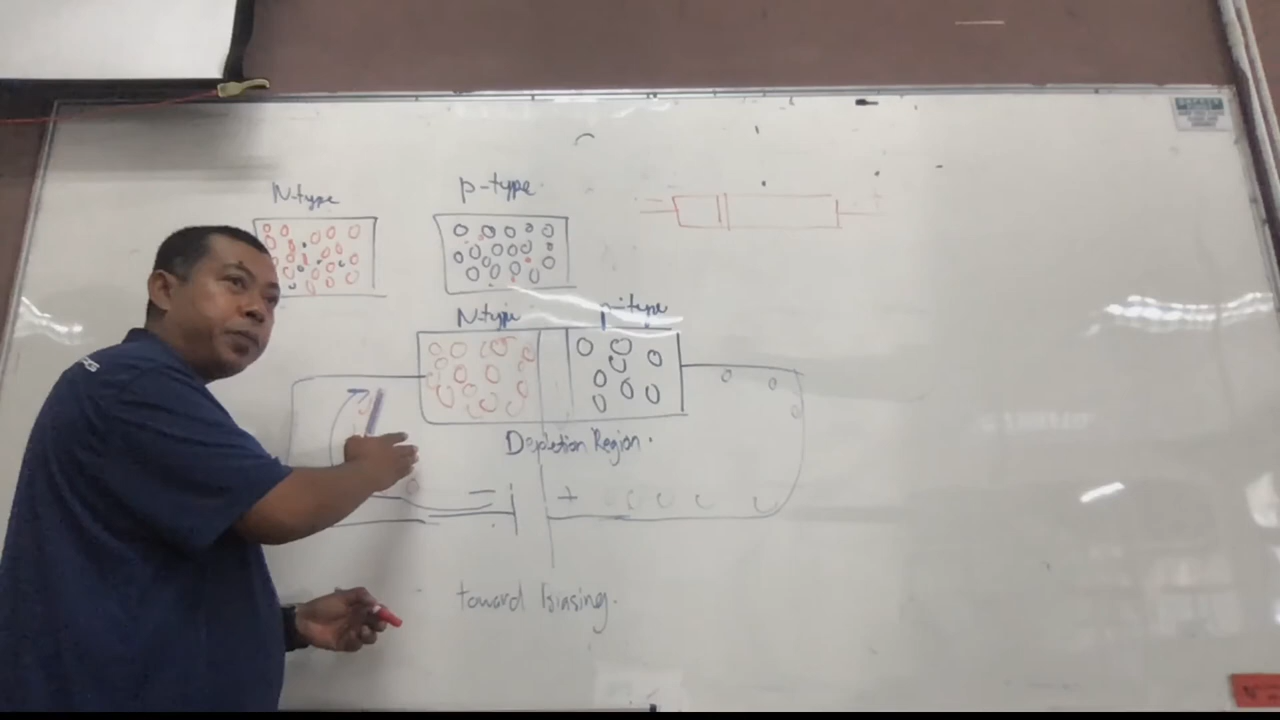 N-type
p-type
N-type
p-type
Depletion Region.
+
toward biasing.